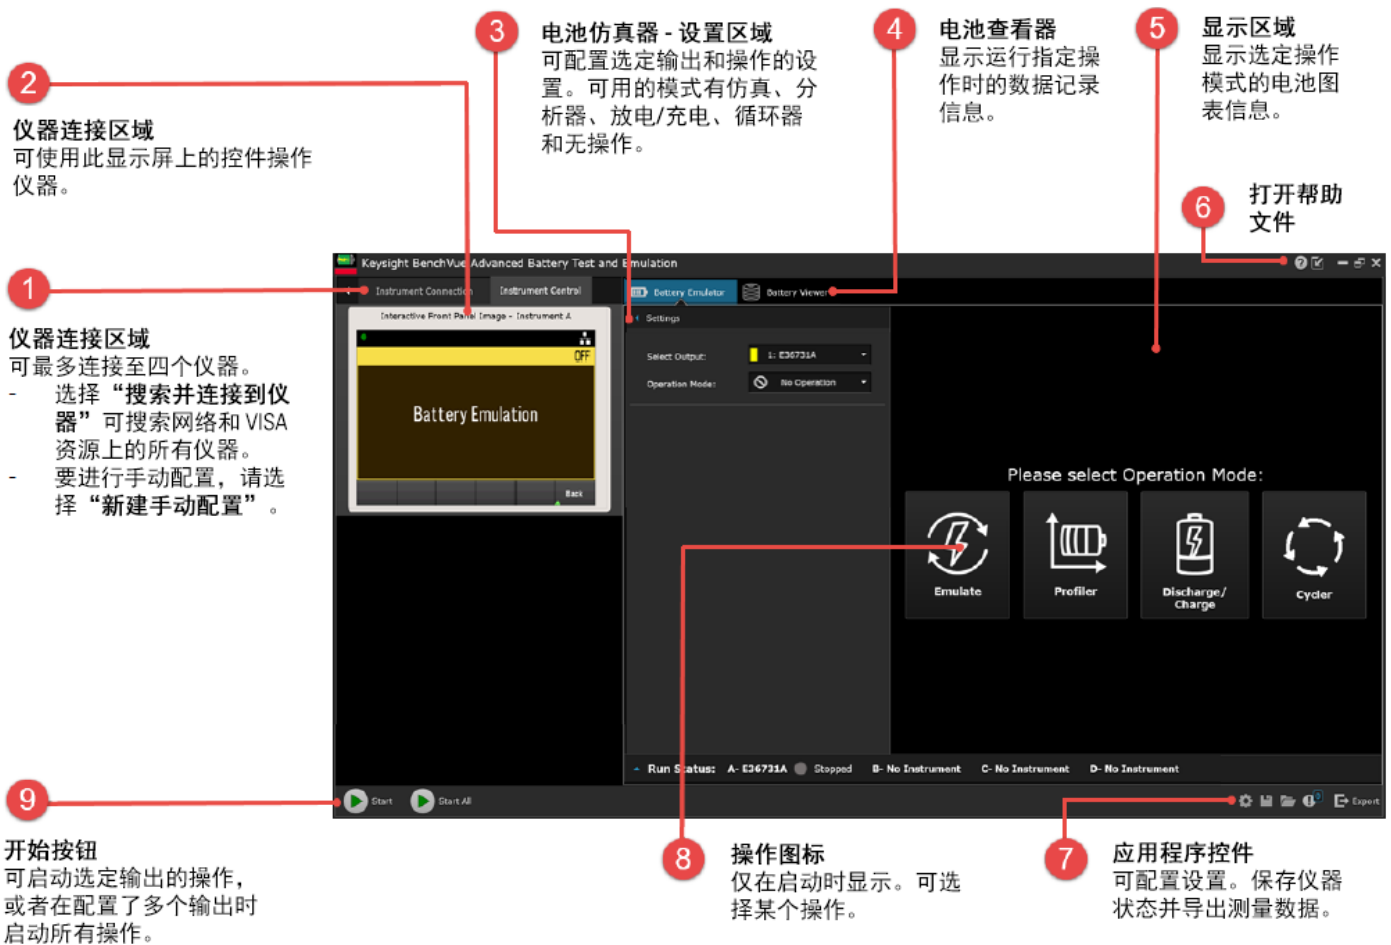 3
电池仿真器 - 设置区域
可配置选定输出和操作的设
置。可用的模式有仿真、分
析器、放电/充电、循环器
和无操作。
4
电池查看器
显示运行指定操
作时的数据记录
信息。
5
显示区域
显示选定操作
模式的电池图
表信息。
2
仪器连接区域
可使用此显示屏上的控件操作
仪器。
6
打开帮助
文件
1
仪器连接区域
可最多连接至四个仪器。
- 选择“搜索并连接到仪
器”可搜索网络和 VISA
资源上的所有仪器。
- 要进行手动配置，请选
择“新建手动配置”。
Keysight BenchVue Advanced Battery Test and Emulation
Instrument Connection
Instrument Control
Battery Emulator
Battery Viewer
Interactive Front Panel Image - Instrument A
OFF
Battery Emulation
Back
Settings
Select Output:
1: E36731A
Operation Mode:
No Operation
Please select Operation Mode:
Emulate
Profiler
Discharge/
Charge
Cycler
Run Status: A- E36731A Stopped B- No Instrument C- No Instrument D- No Instrument
Start
Start All
Export
9
开始按钮
可启动选定输出的操作，
或者在配置了多个输出时
启动所有操作。
8
操作图标
仅在启动时显示。可选
择某个操作。
7
应用程序控件
可配置设置。保存仪器
状态并导出测量数据。